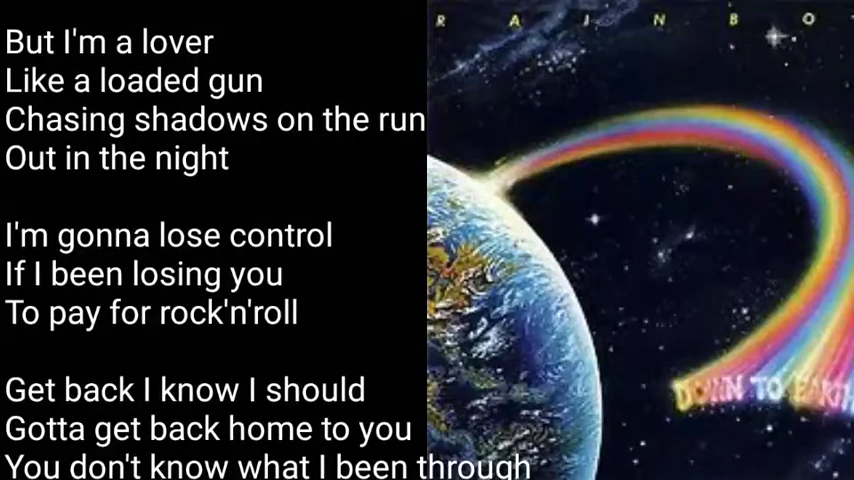 But I'm a lover
Like a loaded gun
Chasing shadows on the run
Out in the night
I'm gonna lose control
If I been losing you
To pay for rock'n'roll
Get back I know I should
Gotta get back home to you
You don't know what I been through
R A I N B O
DOWN TO EARTH